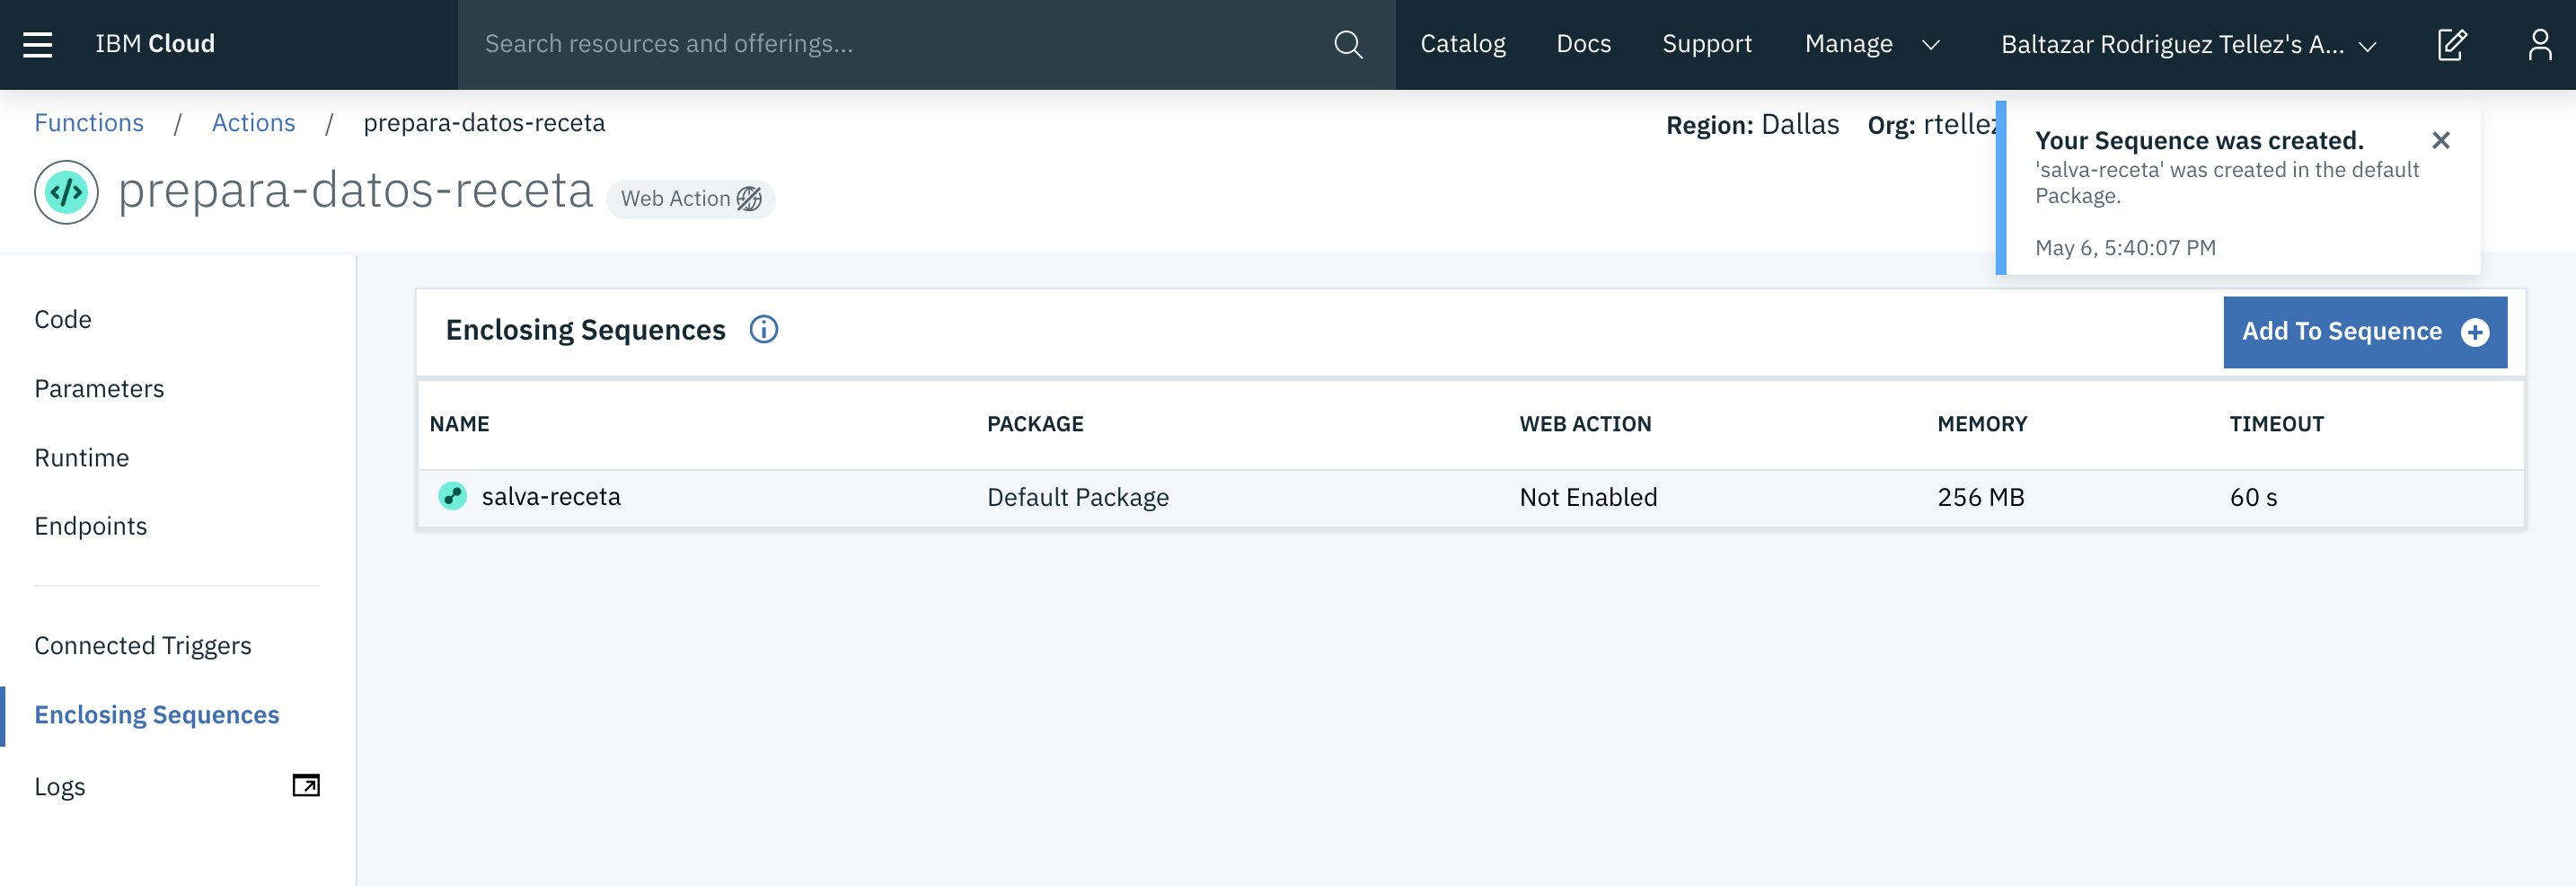 IBM Cloud
Search resources and offerings...
Catalog
Docs
Support
Manage
Baltazar Rodriguez Tellez's A...
Functions / Actions / prepara-datos-receta
Region: Dallas Org: rtellez
prepara-datos-receta
Web Action
Your Sequence was created.
'salva-receta' was created in the default
Package.
May 6, 5:40:07 PM
Code
Parameters
Runtime
Endpoints
Connected Triggers
Enclosing Sequences
Logs
Enclosing Sequences
Add To Sequence
NAME PACKAGE WEB ACTION MEMORY TIMEOUT
salva-receta Default Package Not Enabled 256 MB 60 s